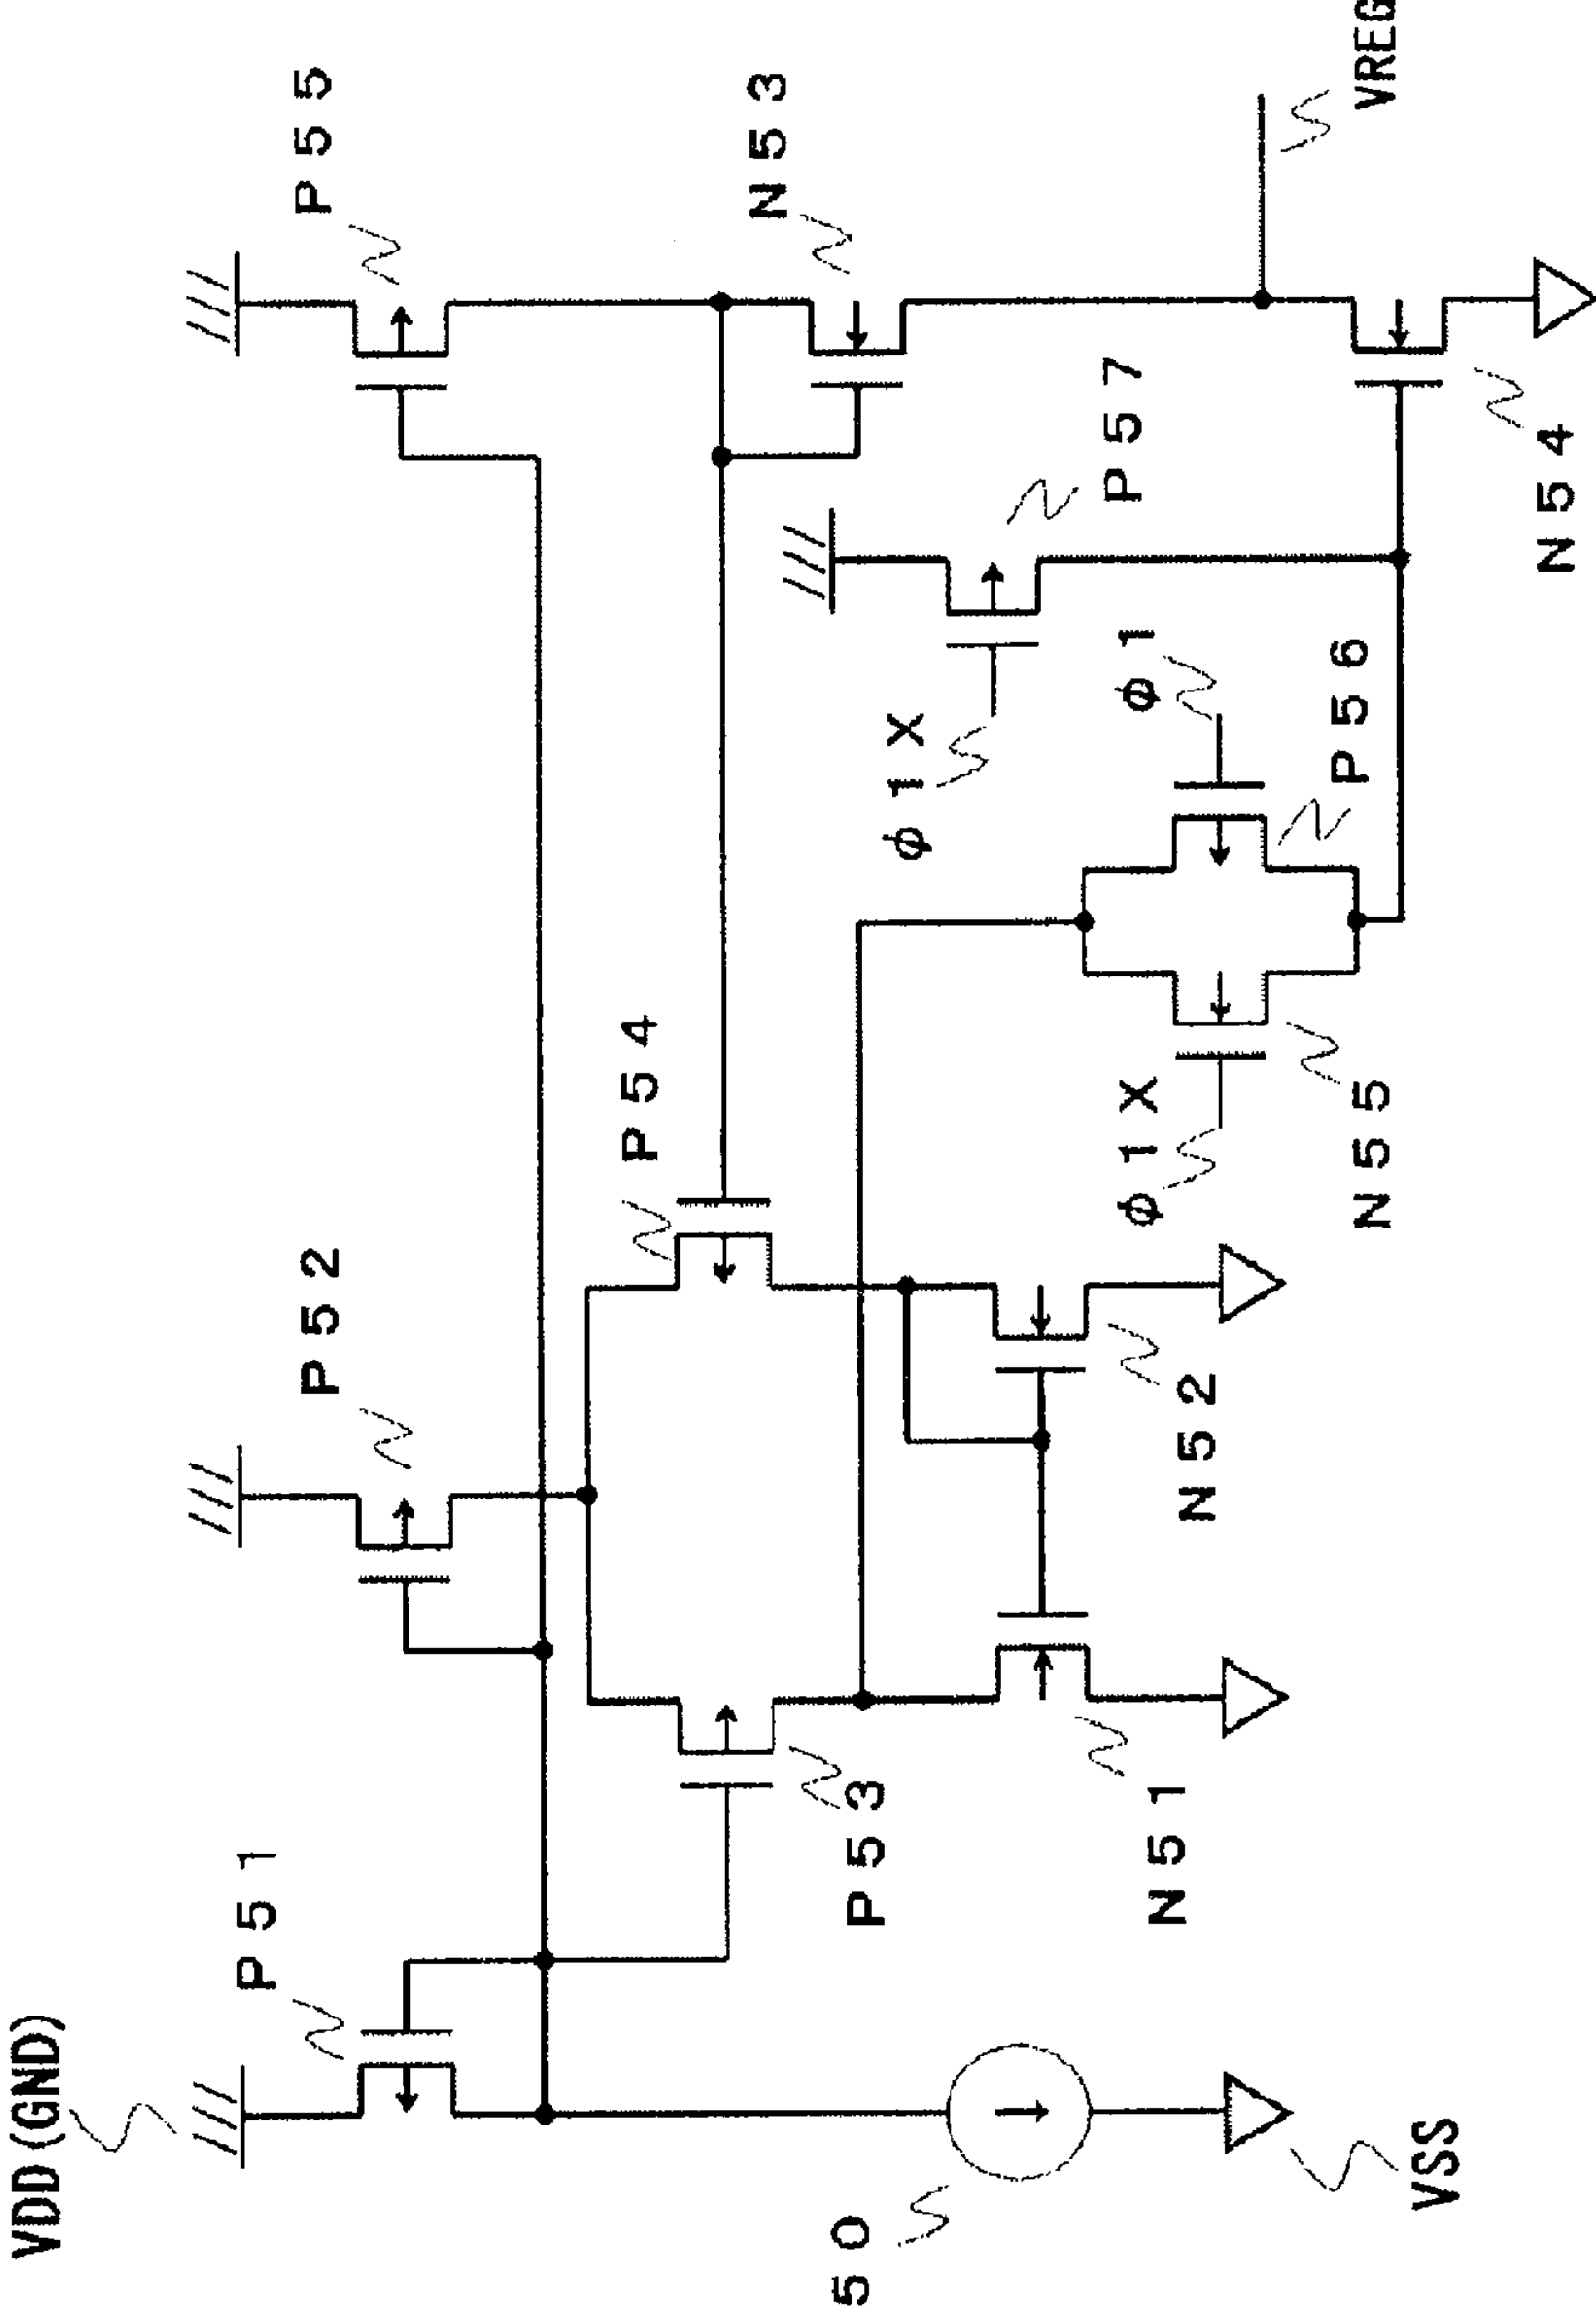 VDD (GND)
P51
P52
P55
P54
N53
P53
P57
φ1X
φ1
P56
φ1X
N51
N52
N55
N54
VREG
50
VSS